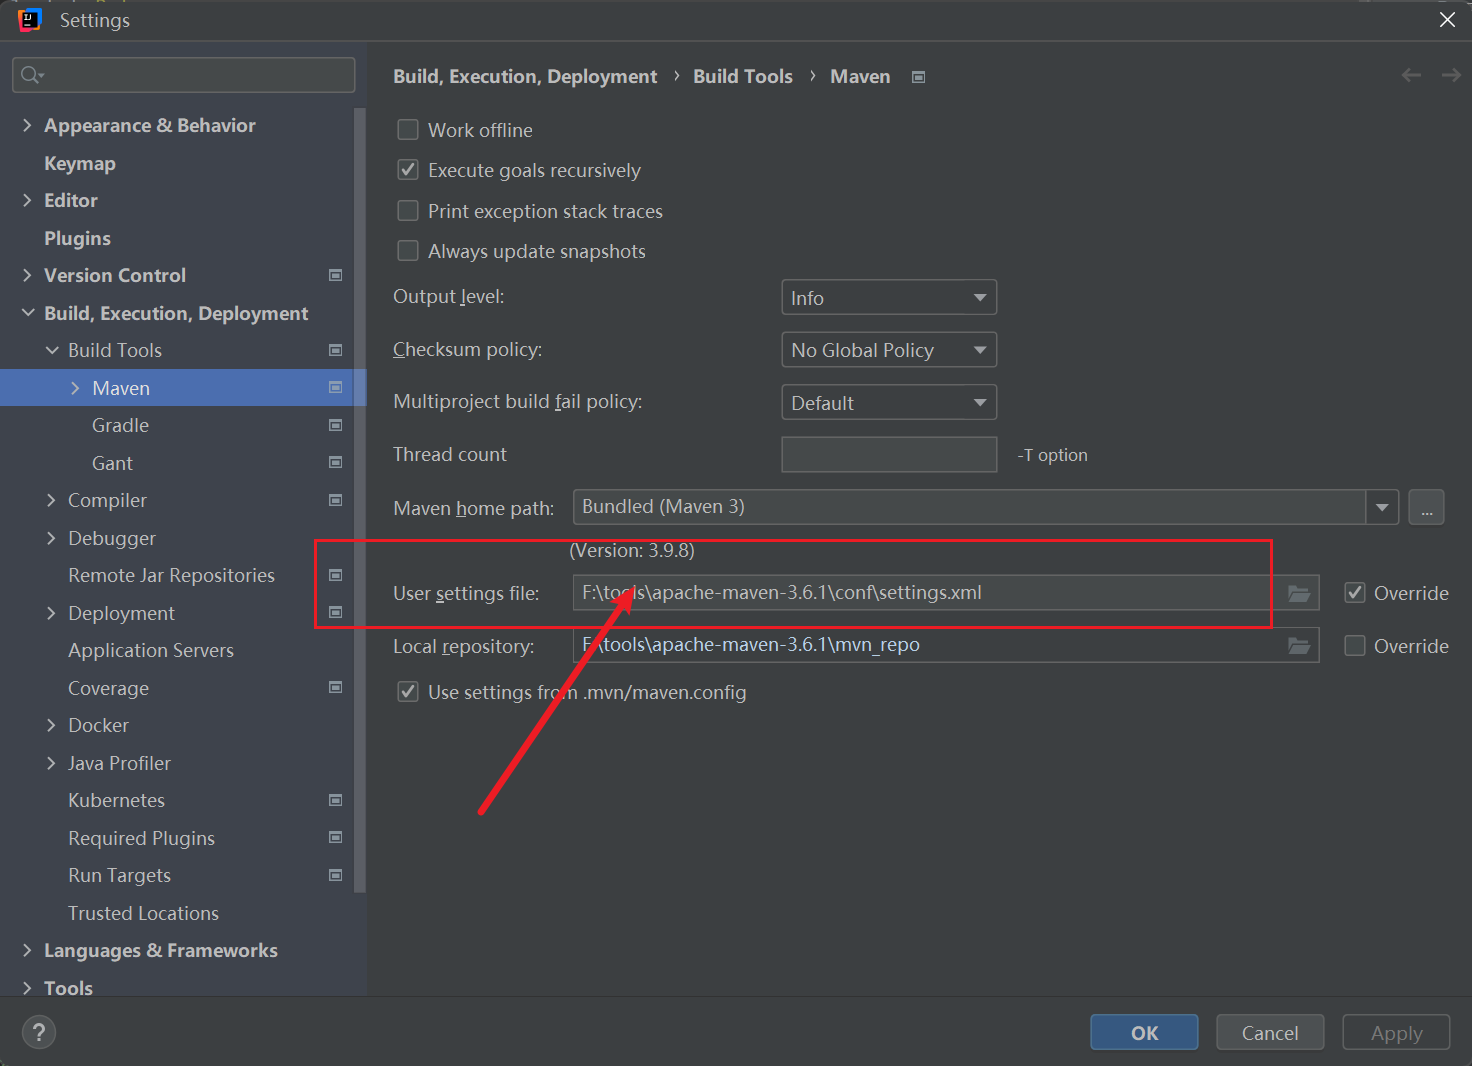 Settings
Appearance & Behavior
Keymap
Editor
Plugins
Version Control
Build, Execution, Deployment
Build Tools
Maven
Gradle
Gant
Compiler
Debugger
Remote Jar Repositories
Deployment
Application Servers
Coverage
Docker
Java Profiler
Kubernetes
Required Plugins
Run Targets
Trusted Locations
Languages & Frameworks
Tools
Build, Execution, Deployment › Build Tools › Maven
Work offline
Execute goals recursively
Print exception stack traces
Always update snapshots
Output level: Info
Checksum policy: No Global Policy
Multiproject build fail policy: Default
Thread count -T option
Maven home path: Bundled (Maven 3) ...
(Version: 3.9.8)
User settings file: F:\tools\apache-maven-3.6.1\conf\settings.xml Override
Local repository: F:\tools\apache-maven-3.6.1\mvn_repo Override
Use settings from .mvn/maven.config
? OK Cancel Apply